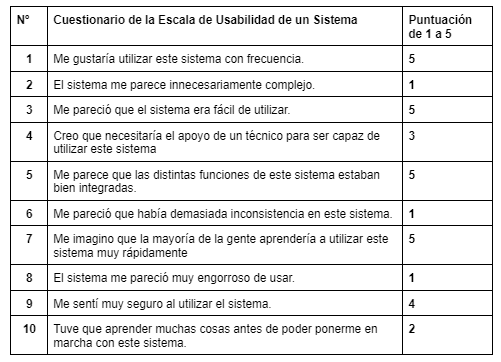 N° Cuestionario de la Escala de Usabilidad de un Sistema Puntuación
de 1 a 5
1 Me gustaría utilizar este sistema con frecuencia. 5
2 El sistema me parece innecesariamente complejo. 1
3 Me pareció que el sistema era fácil de utilizar. 5
4 Creo que necesitaría el apoyo de un técnico para ser capaz de 3
utilizar este sistema
5 Me parece que las distintas funciones de este sistema estaban 5
bien integradas.
6 Me pareció que había demasiada inconsistencia en este sistema. 1
7 Me imagino que la mayoría de la gente aprendería a utilizar este 5
sistema muy rápidamente
8 El sistema me pareció muy engorroso de usar. 1
9 Me sentí muy seguro al utilizar el sistema. 4
10 Tuve que aprender muchas cosas antes de poder ponerme en 2
marcha con este sistema.